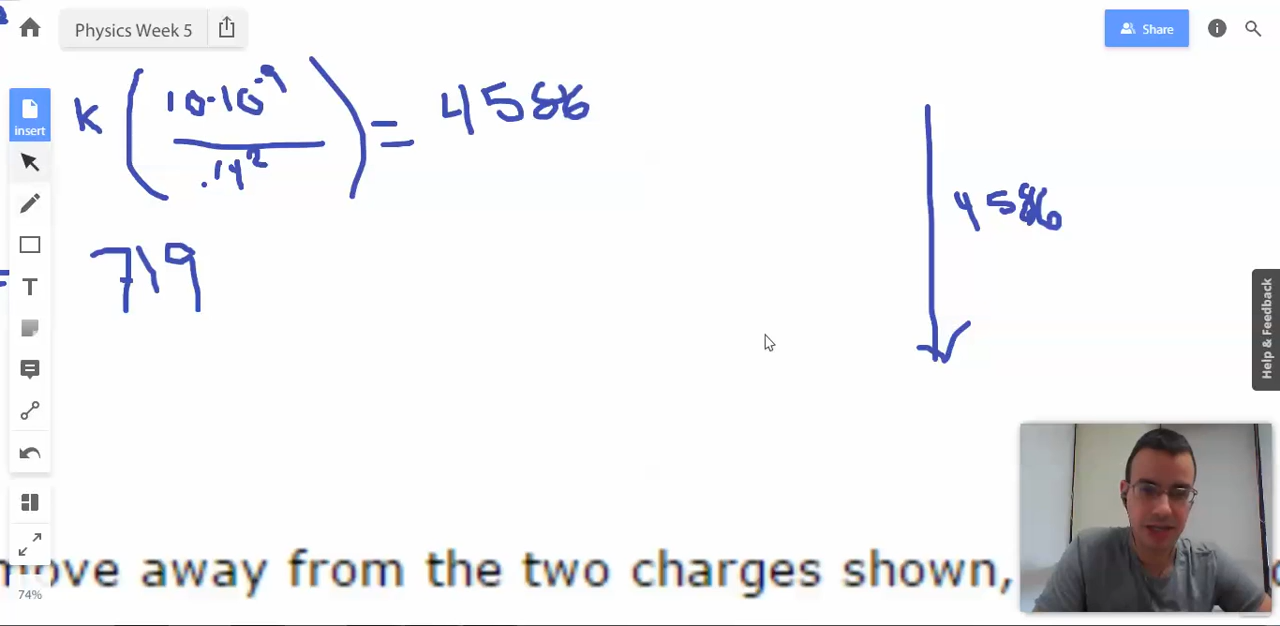 Physics Week 5
Share
insert
K ( 10·10⁻⁹ / .14² ) = 4586
4586
= 719
Help & Feedback
move away from the two charges shown,
74%